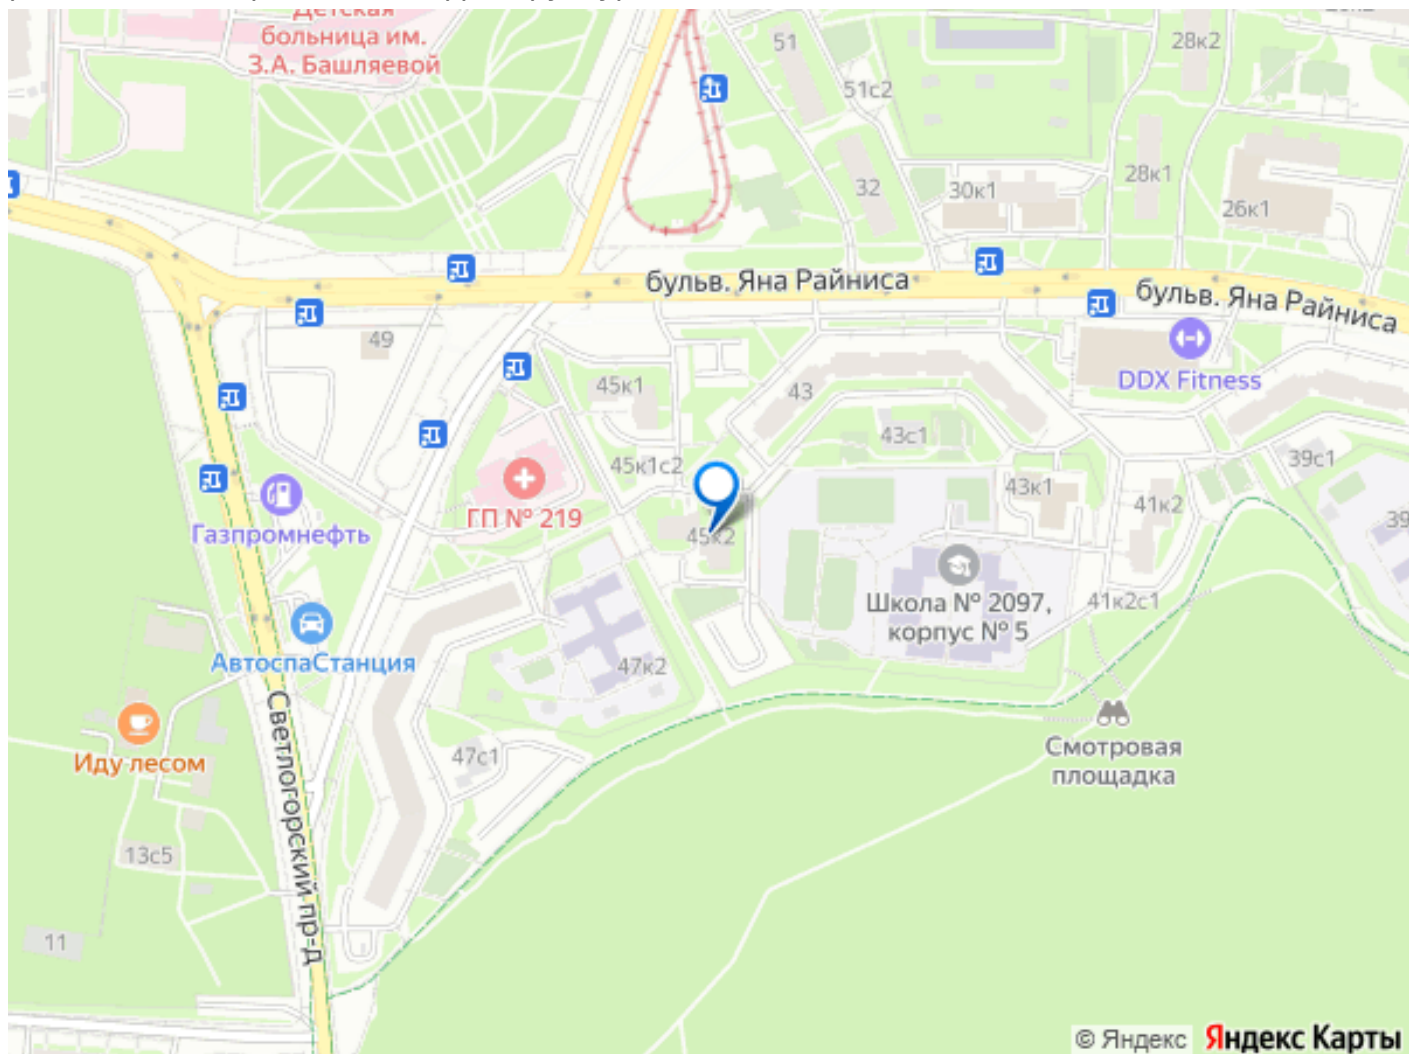 Детская
больница им.
З.А. Башляевой
51
28к2
51с2
32
30к1
28к1
26к1
бульв. Яна Райниса
бульв. Яна Райниса
49
45к1
43
DDX Fitness
43с1
45к1с2
39с1
43к1
41к2
ГП № 219
Газпромнефть
45к2
39
Школа № 2097,
корпус № 5
41к2с1
АвтоспаСтанция
47к2
Светлогорский пр-д
Иду лесом
47с1
Смотровая
площадка
13с5
11
© Яндекс Яндекс Карты